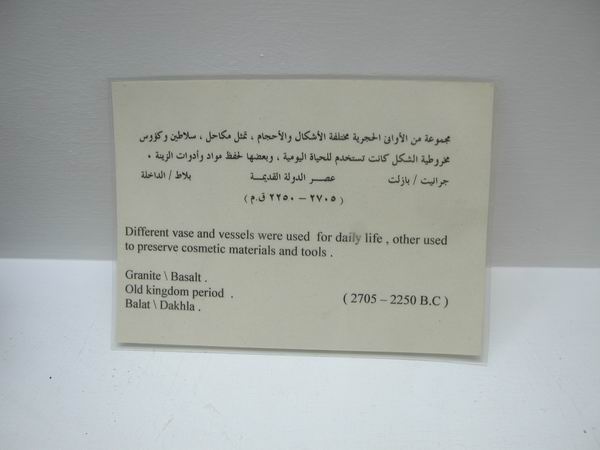 مجموعة من الأوانى الحجرية مختلفة الأشكال والأحجام ، تمثل مكاحل ، سلاطين وكؤوس
مخروطية الشكل كانت تستخدم للحياة اليومية ، وبعضها لحفظ مواد وأدوات الزينة .
جرانيت / بازلت عصر الدولة القديمة بلاط / الداخلة
( ٢٧٠٥ – ٢٢٥٠ ق.م )
Different vase and vessels were used for daily life , other used
to preserve cosmetic materials and tools .
Granite \ Basalt .
Old kingdom period . ( 2705 – 2250 B.C )
Balat \ Dakhla .